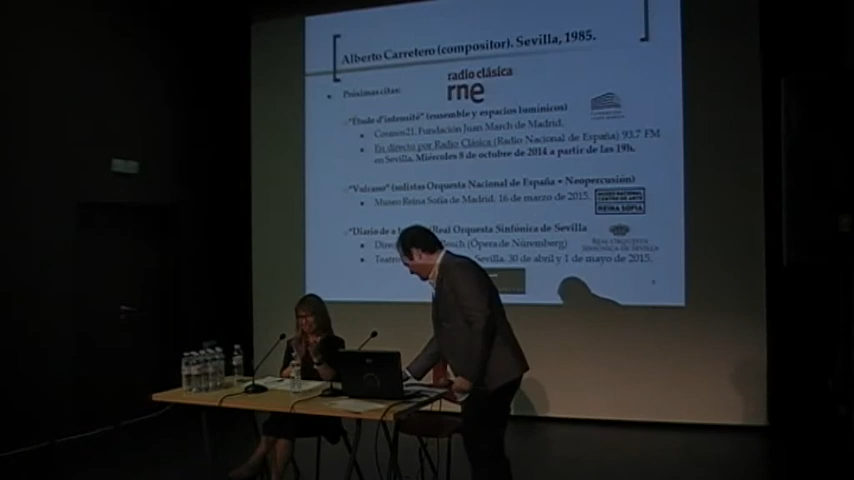 Alberto Carretero (compositor). Sevilla, 1985.
Próximas citas:
radio clásica
rne
"Étude d'intensité" (ensemble y espacios lumínicos)
Cosmos21. Fundación Juan March de Madrid.
En directo por Radio Clásica (Radio Nacional de España) 93.7 FM
en Sevilla. Miércoles 8 de octubre de 2014 a partir de las 19h.
"Vulcano" (solistas Orquesta Nacional de España + Neopercusión)
Museo Reina Sofía de Madrid. 16 de marzo de 2015.
MUSEO NACIONAL
CENTRO DE ARTE
REINA SOFIA
"Diario de a Real Orquesta Sinfónica de Sevilla
(Ópera de Nüremberg)
Sevilla. 30 de abril y 1 de mayo de 2015.
REAL ORQUESTA
SINFÓNICA DE SEVILLA